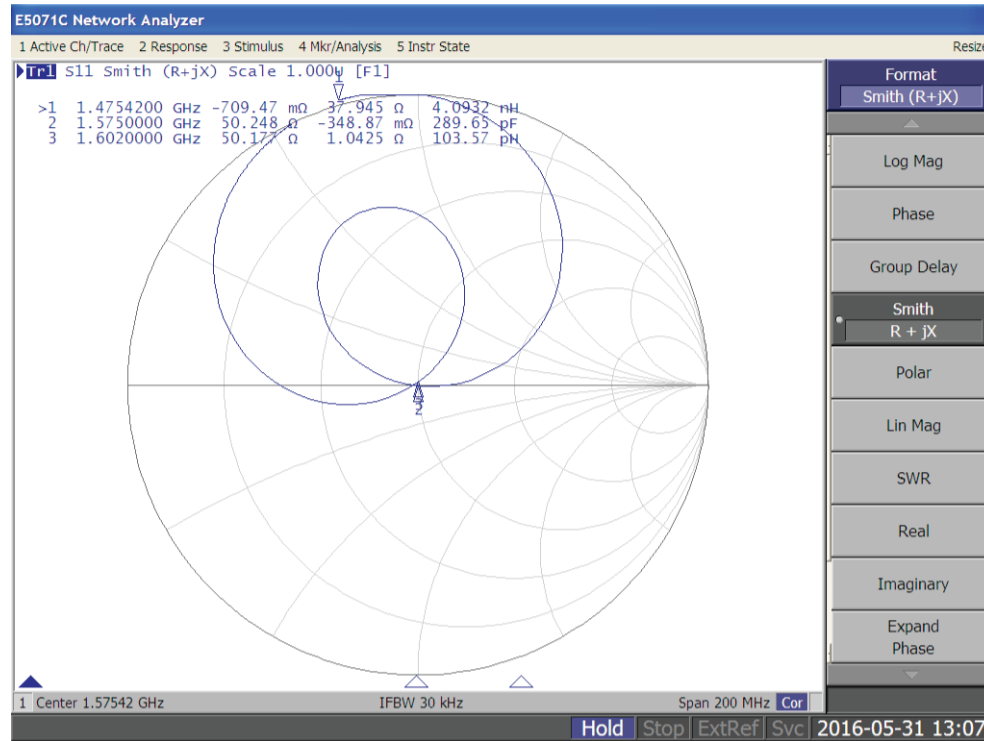 E5071C Network Analyzer
1 Active Ch/Trace 2 Response 3 Stimulus 4 Mkr/Analysis 5 Instr State Resize
Tr1 S11 Smith (R+jX) Scale 1.000U [F1]
1
>1 1.4754200 GHz -709.47 mΩ 37.945 Ω 4.0932 nH
2 1.5750000 GHz 50.248 Ω -348.87 mΩ 289.65 pF
3 1.6020000 GHz 50.177 Ω 1.0425 Ω 103.57 pH
3
2
Format
Smith (R+jX)
Log Mag
Phase
Group Delay
Smith
R + jX
Polar
Lin Mag
SWR
Real
Imaginary
Expand
Phase
1 Center 1.57542 GHz IFBW 30 kHz Span 200 MHz Cor
Hold Stop ExtRef Svc 2016-05-31 13:07